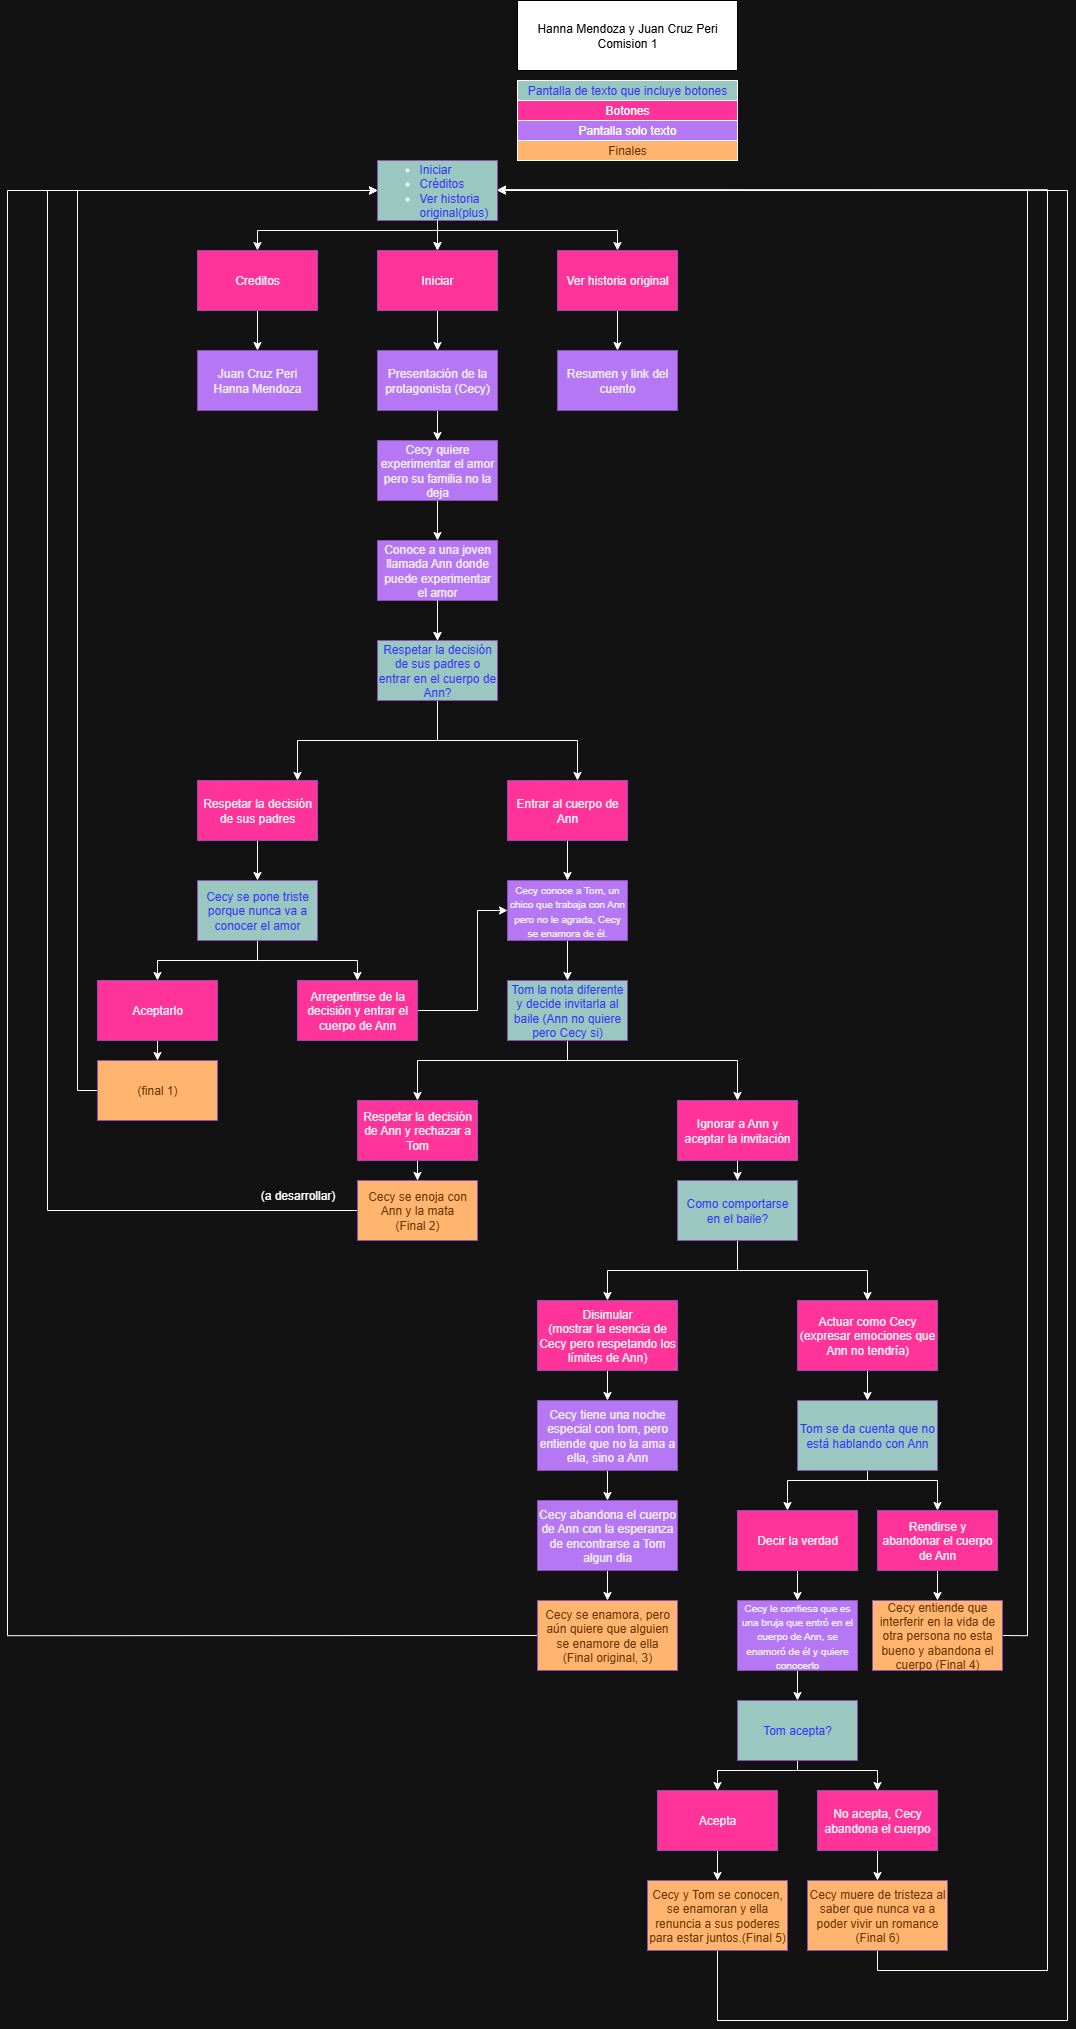 Hanna Mendoza y Juan Cruz Peri
Comision 1
Pantalla de texto que incluye botones
Botones
Pantalla solo texto
Finales
Iniciar
Créditos
Ver historia
original(plus)
Creditos
Iniciar
Ver historia original
Juan Cruz Peri
Hanna Mendoza
Presentación de la
protagonista (Cecy)
Resumen y link del
cuento
Cecy quiere
experimentar el amor
pero su familia no la
deja
Conoce a una joven
llamada Ann donde
puede experimentar
el amor
Respetar la decisión
de sus padres o
entrar en el cuerpo de
Ann?
Respetar la decisión
de sus padres
Entrar al cuerpo de
Ann
Cecy se pone triste
porque nunca va a
conocer el amor
Cecy conoce a Tom, un
chico que trabaja con Ann
pero no le agrada, Cecy
se enamora de él.
Aceptarlo
Arrepentirse de la
decisión y entrar el
cuerpo de Ann
Tom la nota diferente
y decide invitarla al
baile (Ann no quiere
pero Cecy si)
(final 1)
Respetar la decisión
de Ann y rechazar a
Tom
Ignorar a Ann y
aceptar la invitación
(a desarrollar)
Cecy se enoja con
Ann y la mata
(Final 2)
Como comportarse
en el baile?
Disimular
(mostrar la esencia de
Cecy pero respetando los
límites de Ann)
Actuar como Cecy
(expresar emociones que
Ann no tendría)
Cecy tiene una noche
especial con tom, pero
entiende que no la ama a
ella, sino a Ann
Tom se da cuenta que no
está hablando con Ann
Cecy abandona el cuerpo
de Ann con la esperanza
de encontrarse a Tom
algun dia
Decir la verdad
Rendirse y
abandonar el cuerpo
de Ann
Cecy se enamora, pero
aún quiere que alguien
se enamore de ella
(Final original, 3)
Cecy le confiesa que es
una bruja que entró en el
cuerpo de Ann, se
enamoró de él y quiere
conocerlo
Cecy entiende que
interferir en la vida de
otra persona no esta
bueno y abandona el
cuerpo (Final 4)
Tom acepta?
Acepta
No acepta, Cecy
abandona el cuerpo
Cecy y Tom se conocen,
se enamoran y ella
renuncia a sus poderes
para estar juntos.(Final 5)
Cecy muere de tristeza al
saber que nunca va a
poder vivir un romance
(Final 6)